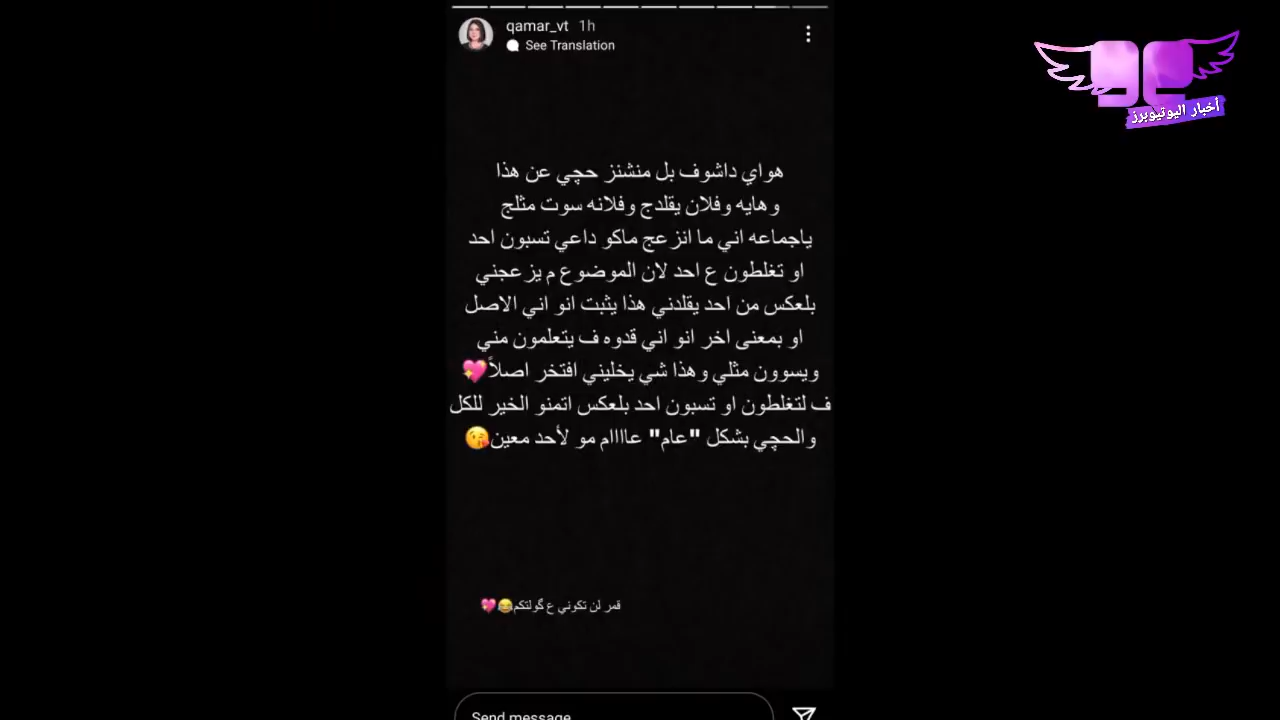 qamar_vt 1h
See Translation
أخبار اليوتيوبرز
هواي داشوف بل منشنز حچي عن هذا
وهايه وفلان يقلدج وفلانه سوت مثلج
ياجماعه اني ما انزعج ماكو داعي تسبون احد
او تغلطون ع احد لان الموضوع م يزعجني
بلعكس من احد يقلدني هذا يثبت انو اني الاصل
او بمعنى اخر انو اني قدوه ف يتعلمون مني
ويسوون مثلي وهذا شي يخليني افتخر اصلاً💖
ف لتغلطون او تسبون احد بلعكس اتمنو الخير للكل
والحچي بشكل "عام" عاااام مو لأحد معين😘
قمر لن تكوني ع گولتكم😂💖
Send message